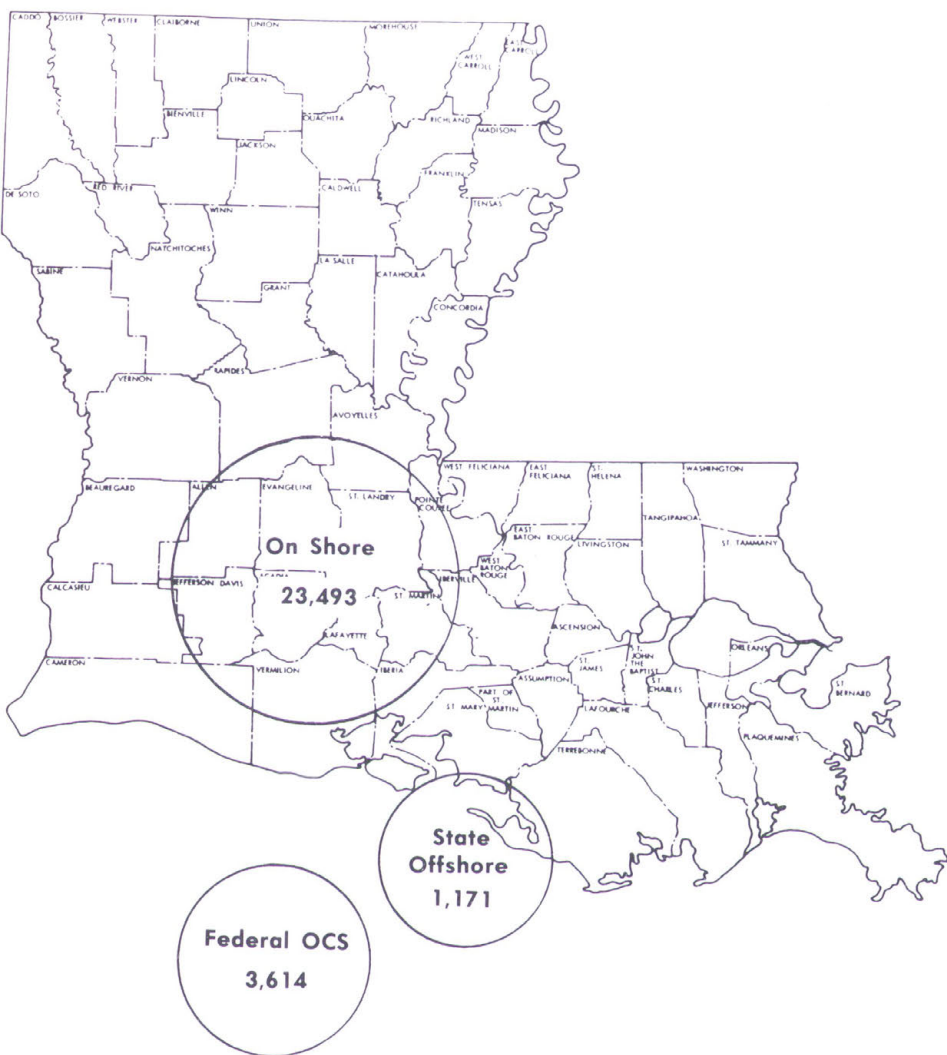 CADDO
BOSSIER
WEBSTER
CLAIBORNE
UNION
MOREHOUST
WEST
CARROLL
EAST
CARROLL
LINCOLN
BIENVILLE
OUACHITA
RICHLAND
MADISON
JACKSON
FRANKLIN
CALDWELL
DE SOTO
RED RIVER
TENSAS
WINN
NATCHITOCHES
LA SALLE
SABINE
CATAHOULA
GRANT
CONCORDIA
VERNON
RAPIDES
AVOYELLES
WEST FELICIANA
EAST
FELICIANA
ST.
HELENA
WASHINGTON
BEAUREGARD
ALLEN
EVANGELINE
ST. LANDRY
POINTE
COUPEE
TANGIPAHOA
EAST
BATON ROUGE
LIVINGSTON
ST. TAMMANY
On Shore
23,493
WEST
BATON
ROUGE
CALCASIEU
JEFFERSON DAVIS
ACADIA
ST. MARTIN
IBERVILLE
LAFAYETTE
ASCENSION
CAMERON
VERMILION
IBERIA
ST.
JAMES
ST.
JOHN
THE
BAPTIST
ORLEANS
ASSUMPTION
ST.
CHARLES
ST.
BERNARD
PART OF
ST.
MARTIN
ST. MARY
LAFOURCHE
JEFFERSON
PLAQUEMINES
TERREBONNE
State
Offshore
1,171
Federal OCS
3,614